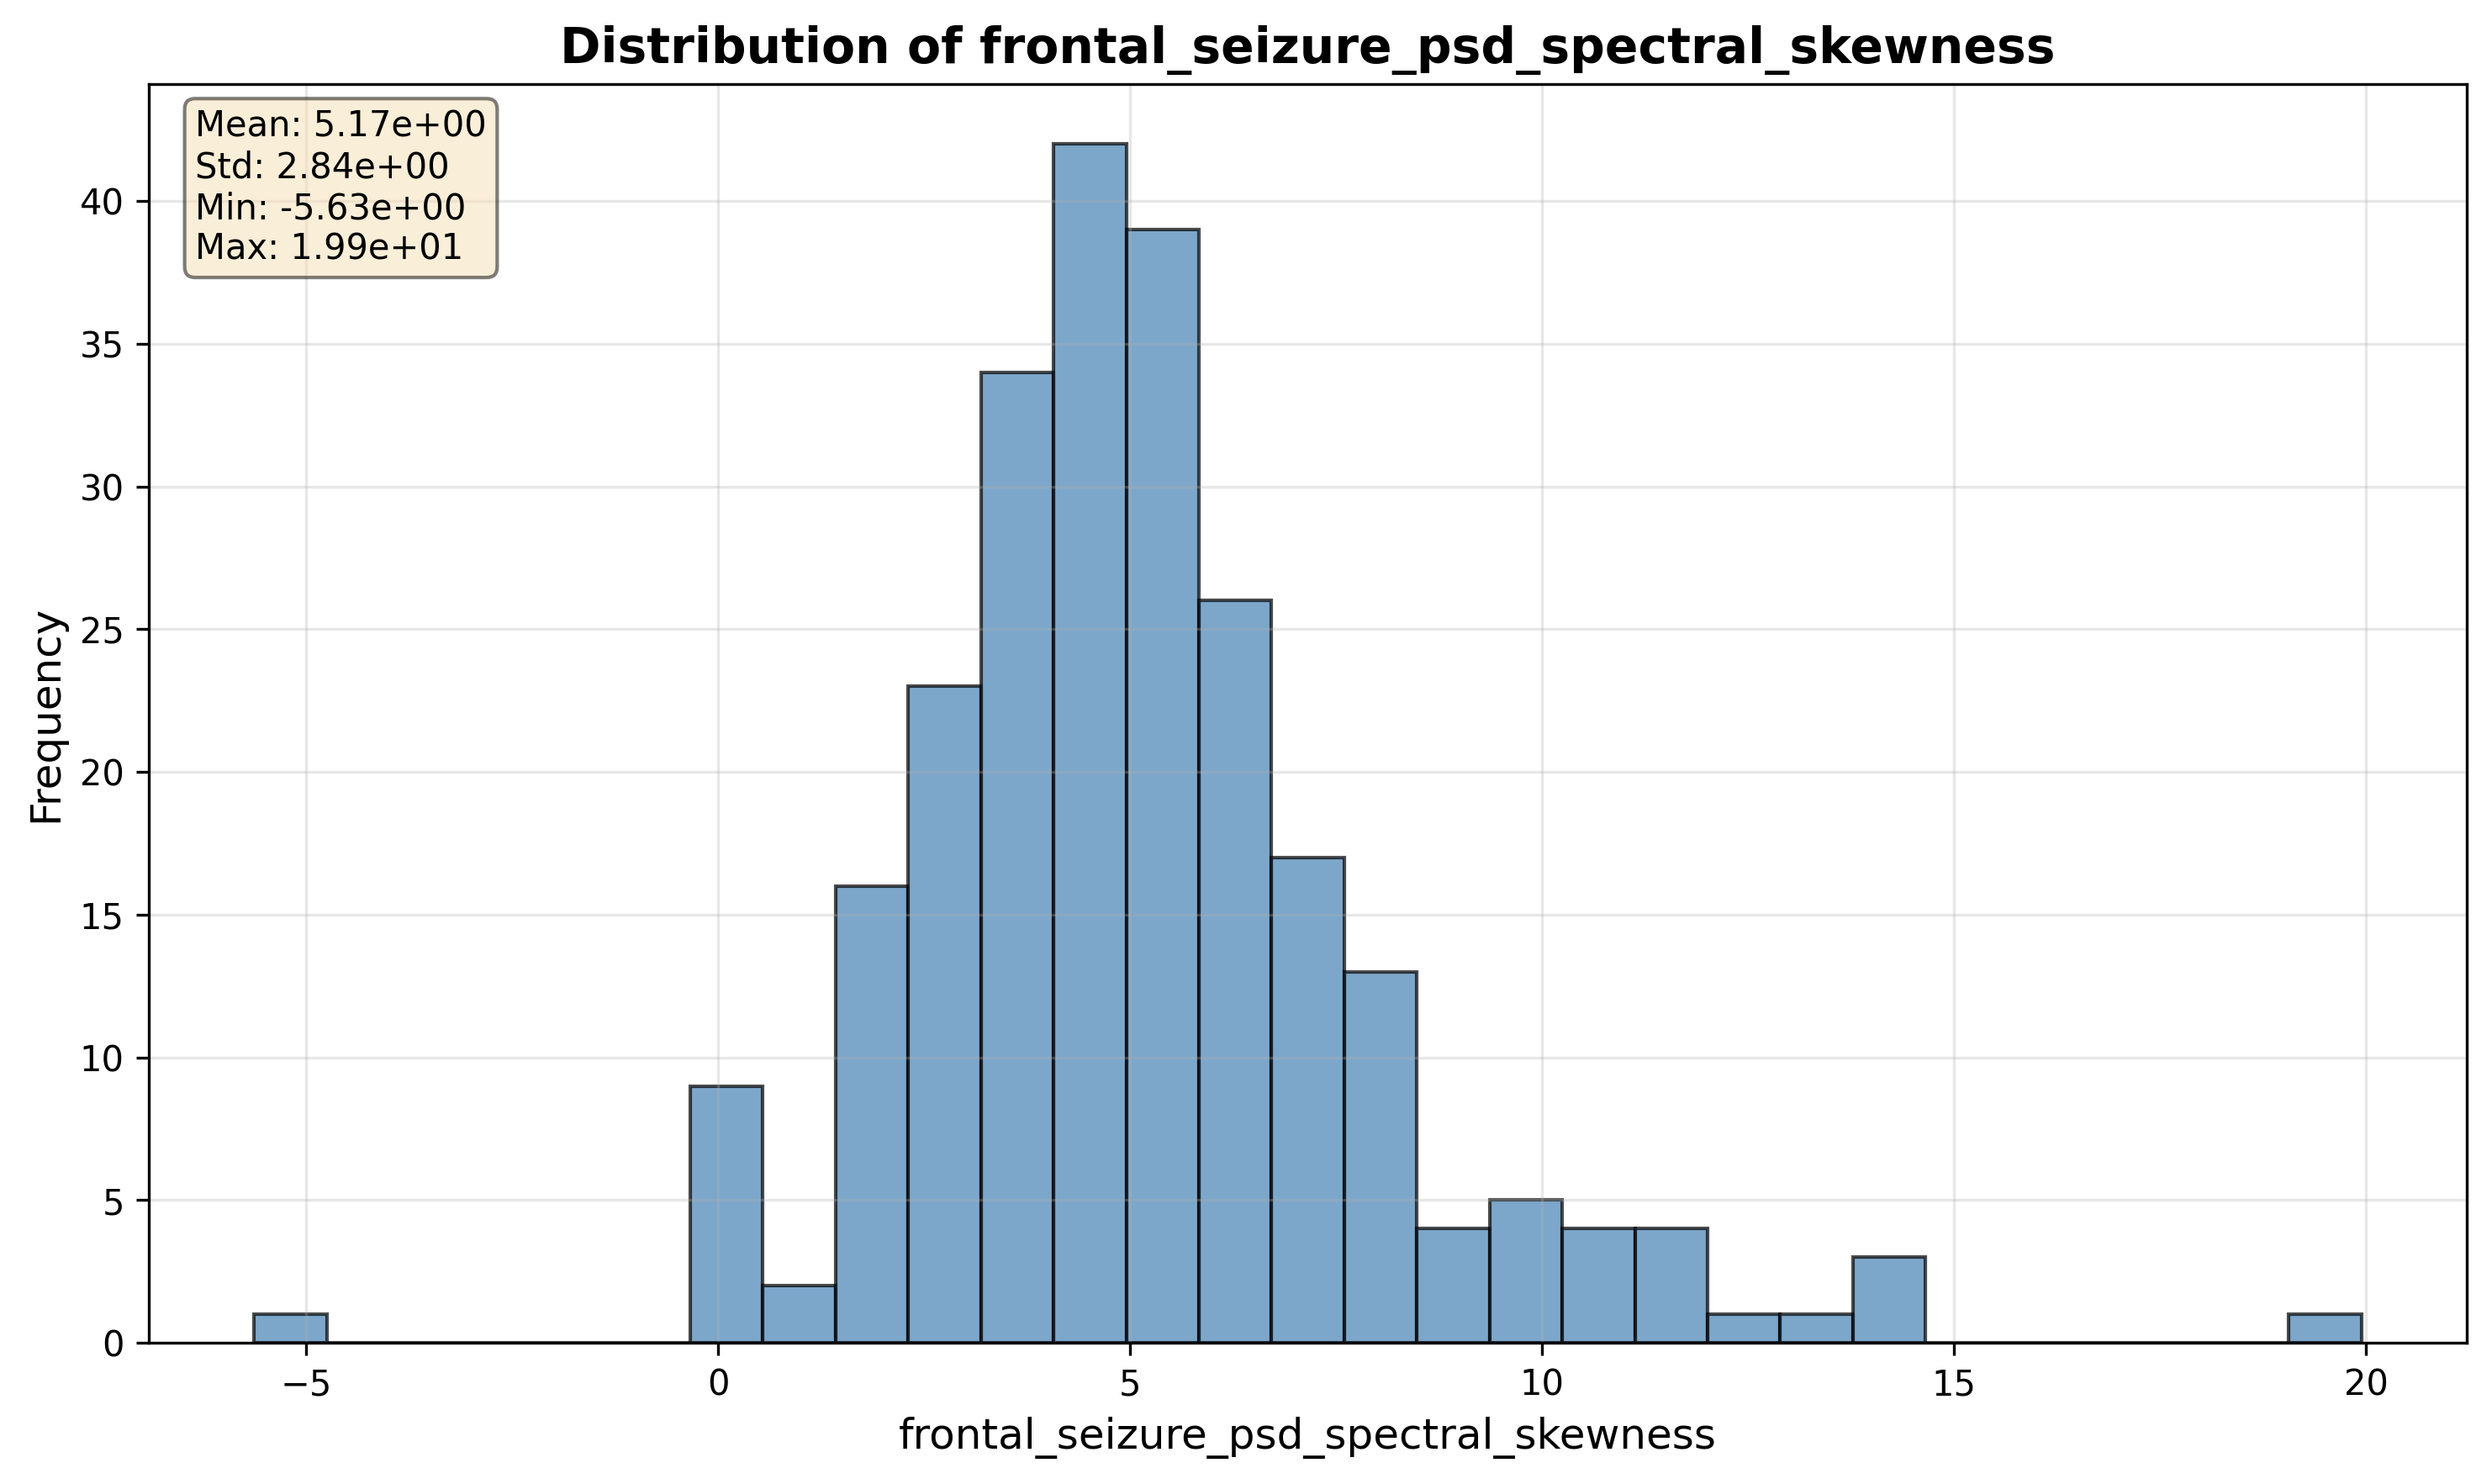 Distribution of frontal_seizure_psd_spectral_skewness
Mean: 5.17e+00
Std: 2.84e+00
Min: -5.63e+00
Max: 1.99e+01
40
35
30
25
20
15
10
5
0
Frequency
−5 0 5 10 15 20
frontal_seizure_psd_spectral_skewness